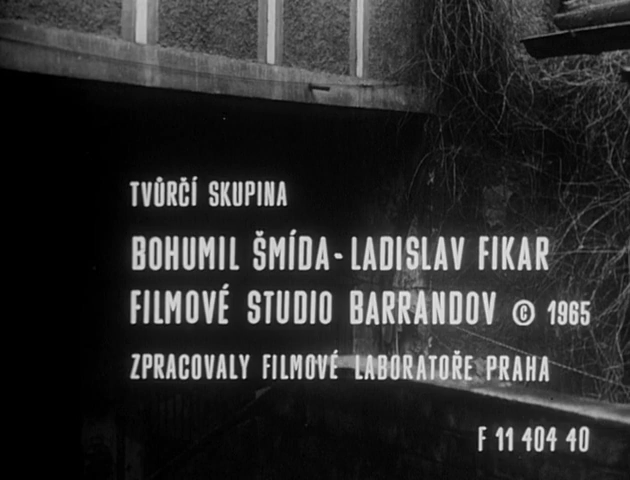 TVŮRČÍ SKUPINA
BOHUMIL ŠMÍDA - LADISLAV FIKAR
FILMOVÉ STUDIO BARRANDOV © 1965
ZPRACOVALY FILMOVÉ LABORATOŘE PRAHA
F 11 404 40